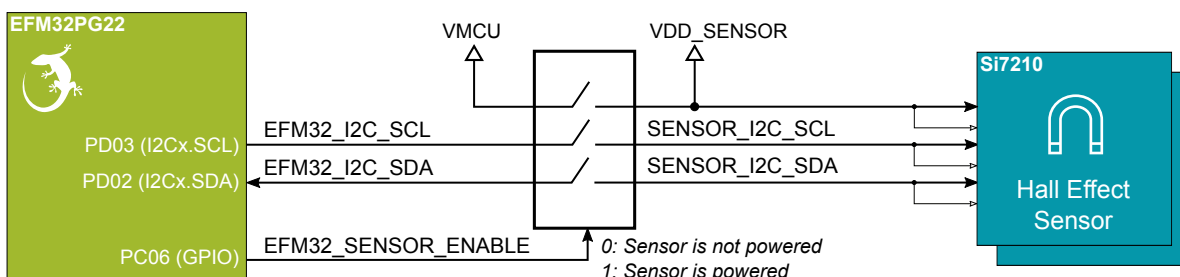 EFM32PG22
VMCU
VDD_SENSOR
Si7210
EFM32_I2C_SCL
SENSOR_I2C_SCL
PD03 (I2Cx.SCL)
EFM32_I2C_SDA
SENSOR_I2C_SDA
PD02 (I2Cx.SDA)
Hall Effect
Sensor
EFM32_SENSOR_ENABLE
PC06 (GPIO)
0: Sensor is not powered
1: Sensor is powered